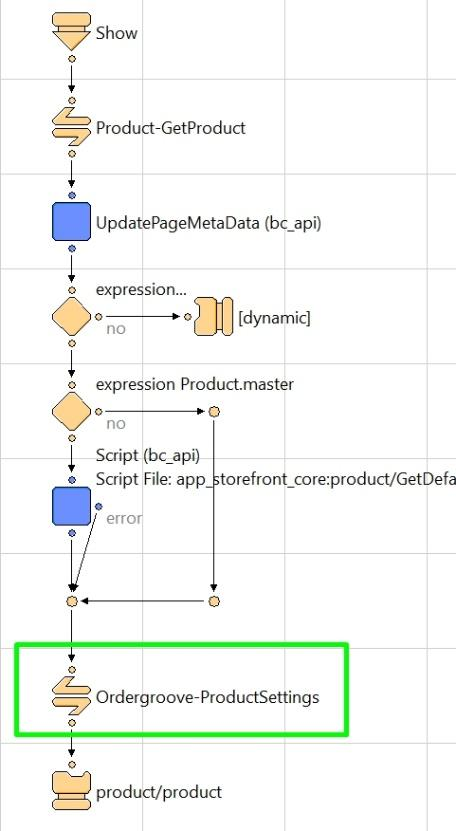 Show
Product-GetProduct
UpdatePageMetaData (bc_api)
expression...
no
[dynamic]
expression Product.master
no
Script (bc_api)
Script File: app_storefront_core:product/GetDefa
error
Ordergroove-ProductSettings
product/product